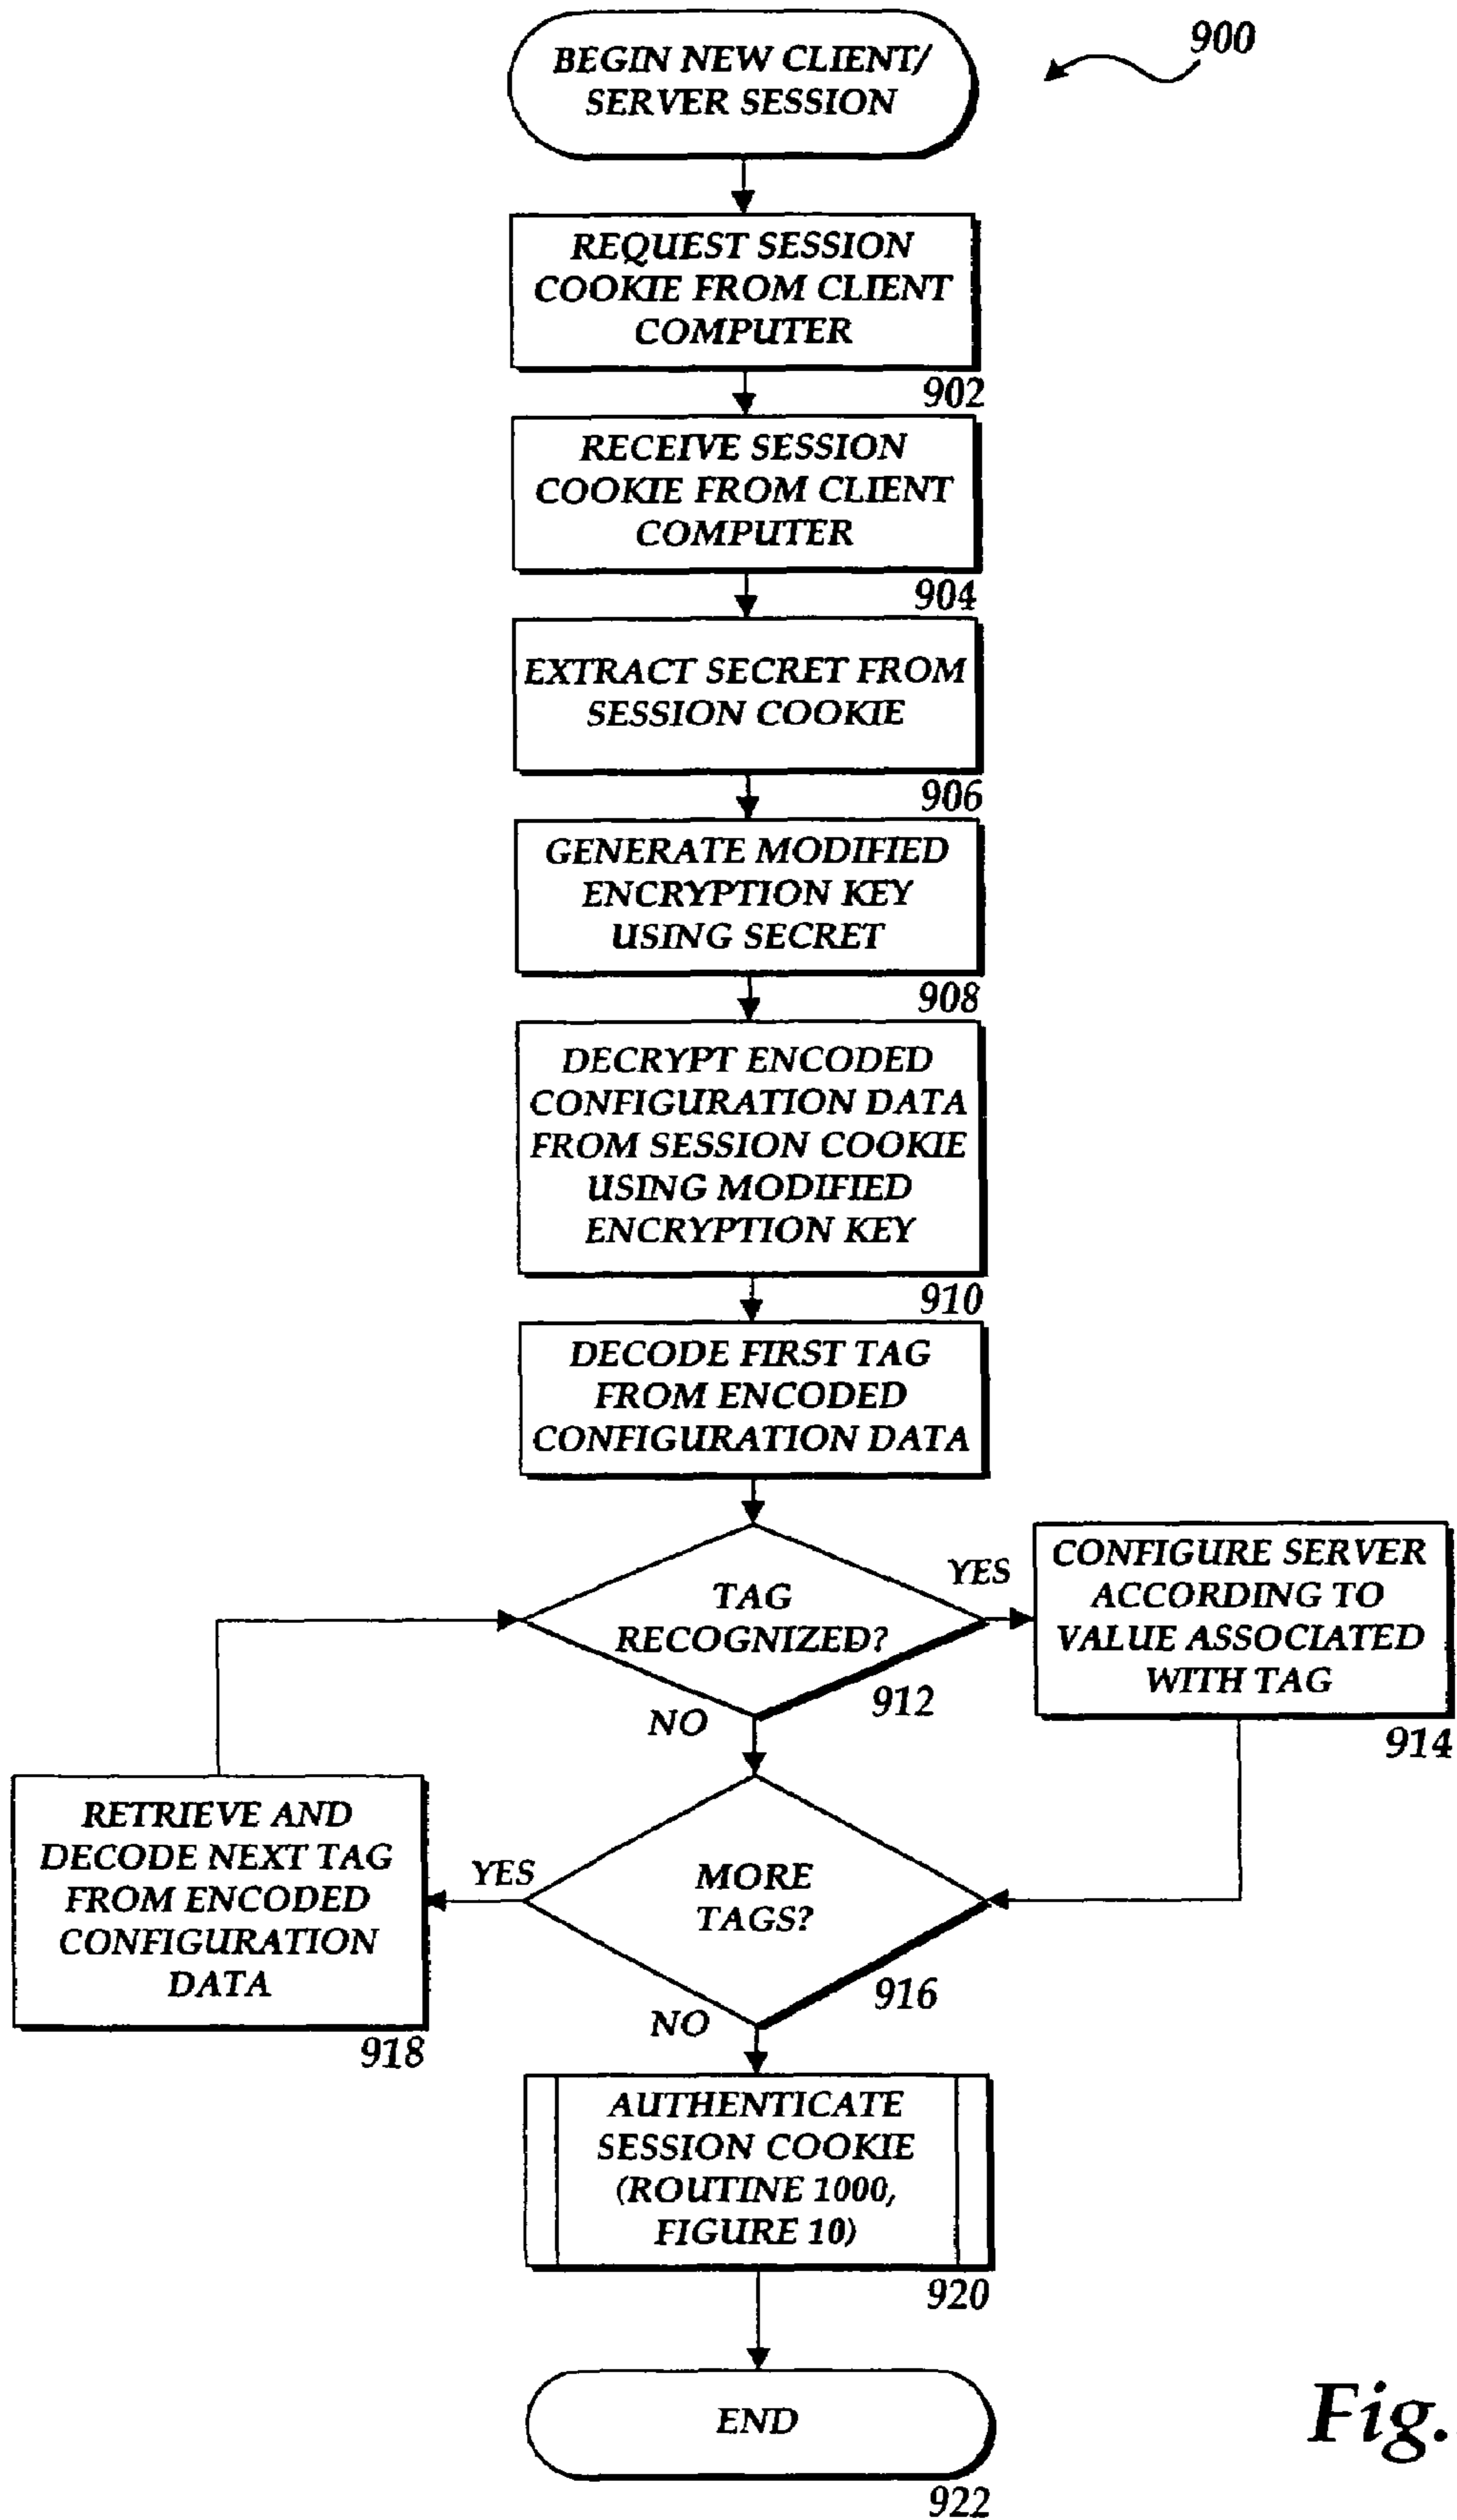 900
BEGIN NEW CLIENT/
SERVER SESSION
REQUEST SESSION
COOKIE FROM CLIENT
COMPUTER
902
RECEIVE SESSION
COOKIE FROM CLIENT
COMPUTER
904
EXTRACT SECRET FROM
SESSION COOKIE
906
GENERATE MODIFIED
ENCRYPTION KEY
USING SECRET
908
DECRYPT ENCODED
CONFIGURATION DATA
FROM SESSION COOKIE
USING MODIFIED
ENCRYPTION KEY
910
DECODE FIRST TAG
FROM ENCODED
CONFIGURATION DATA
TAG
RECOGNIZED?
912
YES
NO
CONFIGURE SERVER
ACCORDING TO
VALUE ASSOCIATED
WITH TAG
914
MORE
TAGS?
916
YES
NO
RETRIEVE AND
DECODE NEXT TAG
FROM ENCODED
CONFIGURATION
DATA
918
AUTHENTICATE
SESSION COOKIE
(ROUTINE 1000,
FIGURE 10)
920
END
922
Fig.